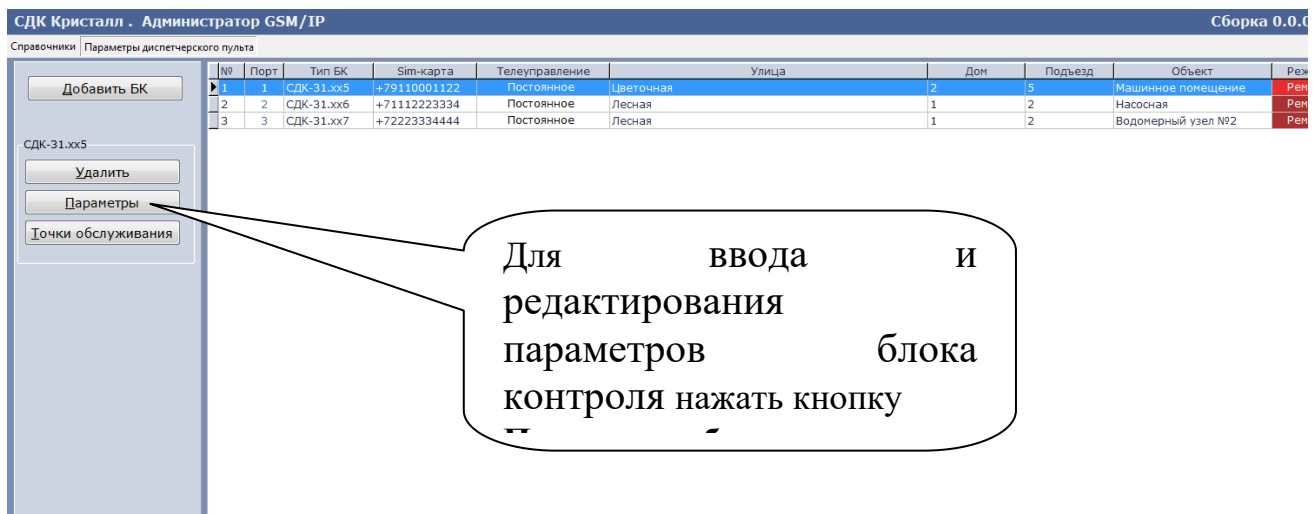 СДК Кристалл . Администратор GSM/IP Сборка 0.0.0
Справочники Параметры диспетчерского пульта
Добавить БК
СДК-31.xx5
Удалить
Параметры
Точки обслуживания
№ Порт Тип БК Sim-карта Телеуправление Улица Дом Подъезд Объект Реж
1 1 СДК-31.xx5 +79110001122 Постоянное Цветочная 2 5 Машинное помещение Рем
2 2 СДК-31.xx6 +71112223334 Постоянное Лесная 1 2 Насосная Рем
3 3 СДК-31.xx7 +72223334444 Постоянное Лесная 1 2 Водомерный узел №2 Рем
Для ввода и
редактирования
параметров блока
контроля нажать кнопку